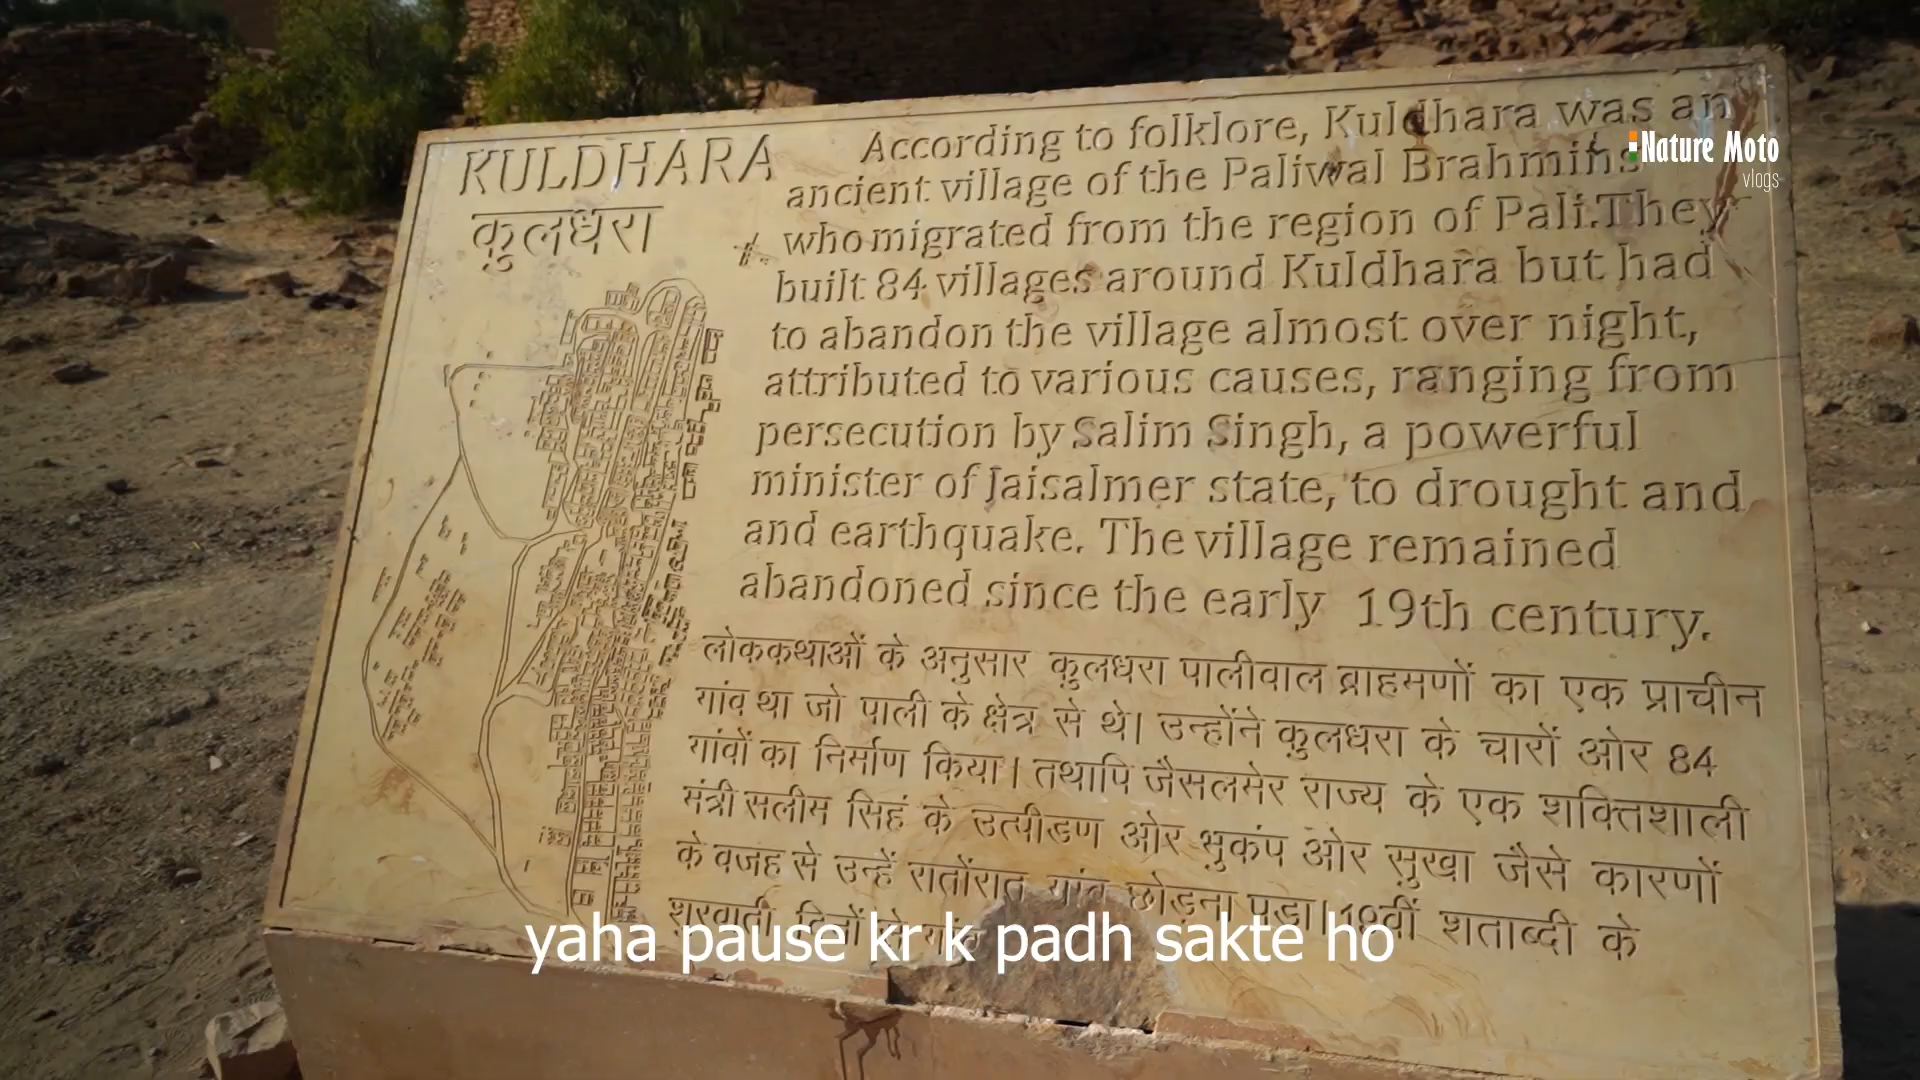 KULDHARA
कुलधरा
According to folklore, Kuldhara was an
ancient village of the Paliwal Brahmins
who migrated from the region of Pali.They
built 84 villages around Kuldhara but had
to abandon the village almost over night,
attributed to various causes, ranging from
persecution by Salim Singh, a powerful
minister of Jaisalmer state, to drought and
and earthquake. The village remained
abandoned since the early 19th century.
लोककथाओं के अनुसार कुलधरा पालीवाल ब्राहमणों का एक प्राचीन
गांव था जो पाली के क्षेत्र से थे। उन्होंने कुलधरा के चारों ओर 84
गांवों का निर्माण किया। तथापि जैसलमेर राज्य के एक शक्तिशाली
मंत्री सलीम सिहं के उत्पीडण ओर भुकंप ओर सुखा जैसे कारणों
के वजह से उन्हें रातोंरात गांव छोड़ना पड़ा। 19वीं शताब्दी के
शुरवाती दिनों से गांव
Nature Moto
vlogs
yaha pause kr k padh sakte ho